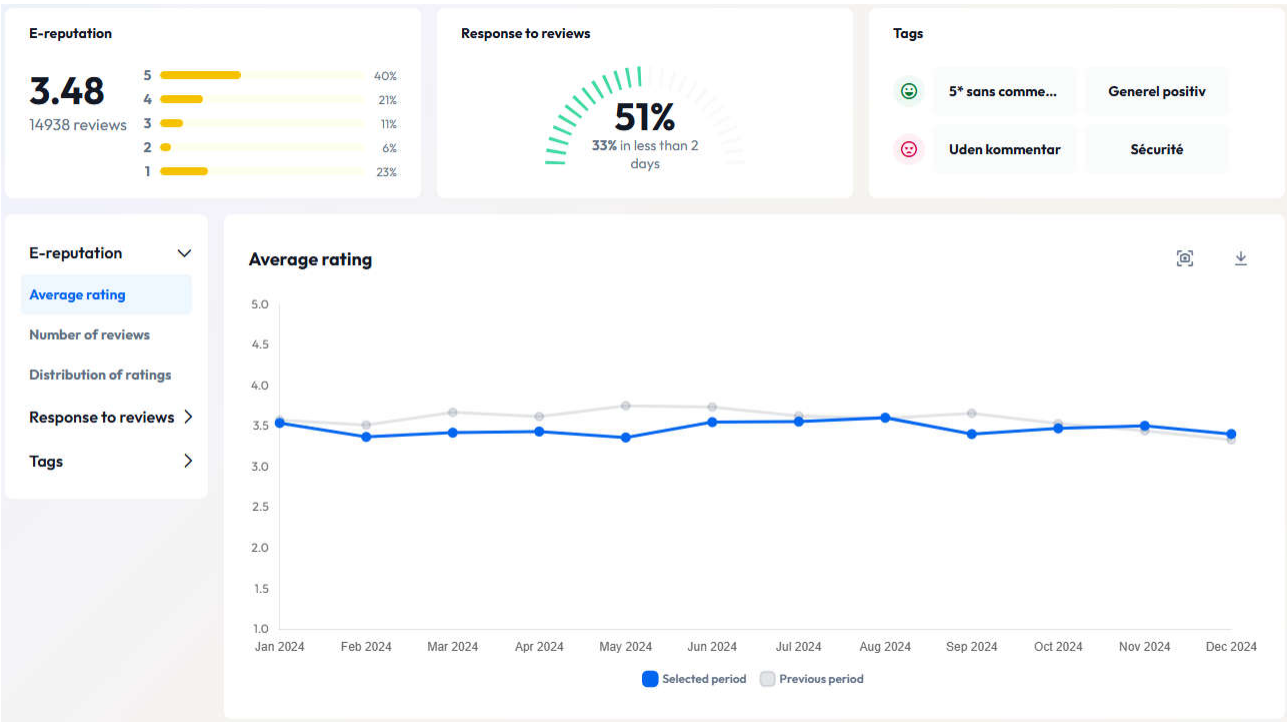 E-reputation
3.48
14938 reviews
5 40%
4 21%
3 11%
2 6%
1 23%
Response to reviews
51%
33% in less than 2
days
Tags
5* sans comme... Generel positiv
Uden kommentar Sécurité
E-reputation
Average rating
Number of reviews
Distribution of ratings
Response to reviews
Tags
Average rating
5.0
4.5
4.0
3.5
3.0
2.5
2.0
1.5
1.0
Jan 2024 Feb 2024 Mar 2024 Apr 2024 May 2024 Jun 2024 Jul 2024 Aug 2024 Sep 2024 Oct 2024 Nov 2024 Dec 2024
Selected period Previous period